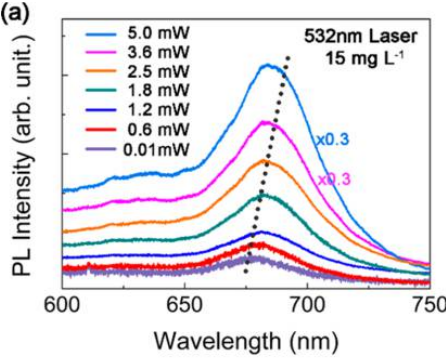 (a)
5.0 mW
3.6 mW
2.5 mW
1.8 mW
1.2 mW
0.6 mW
0.01mW
532nm Laser
15 mg L⁻¹
x0.3
x0.3
PL Intensity (arb. unit.)
600 650 700 750
Wavelength (nm)